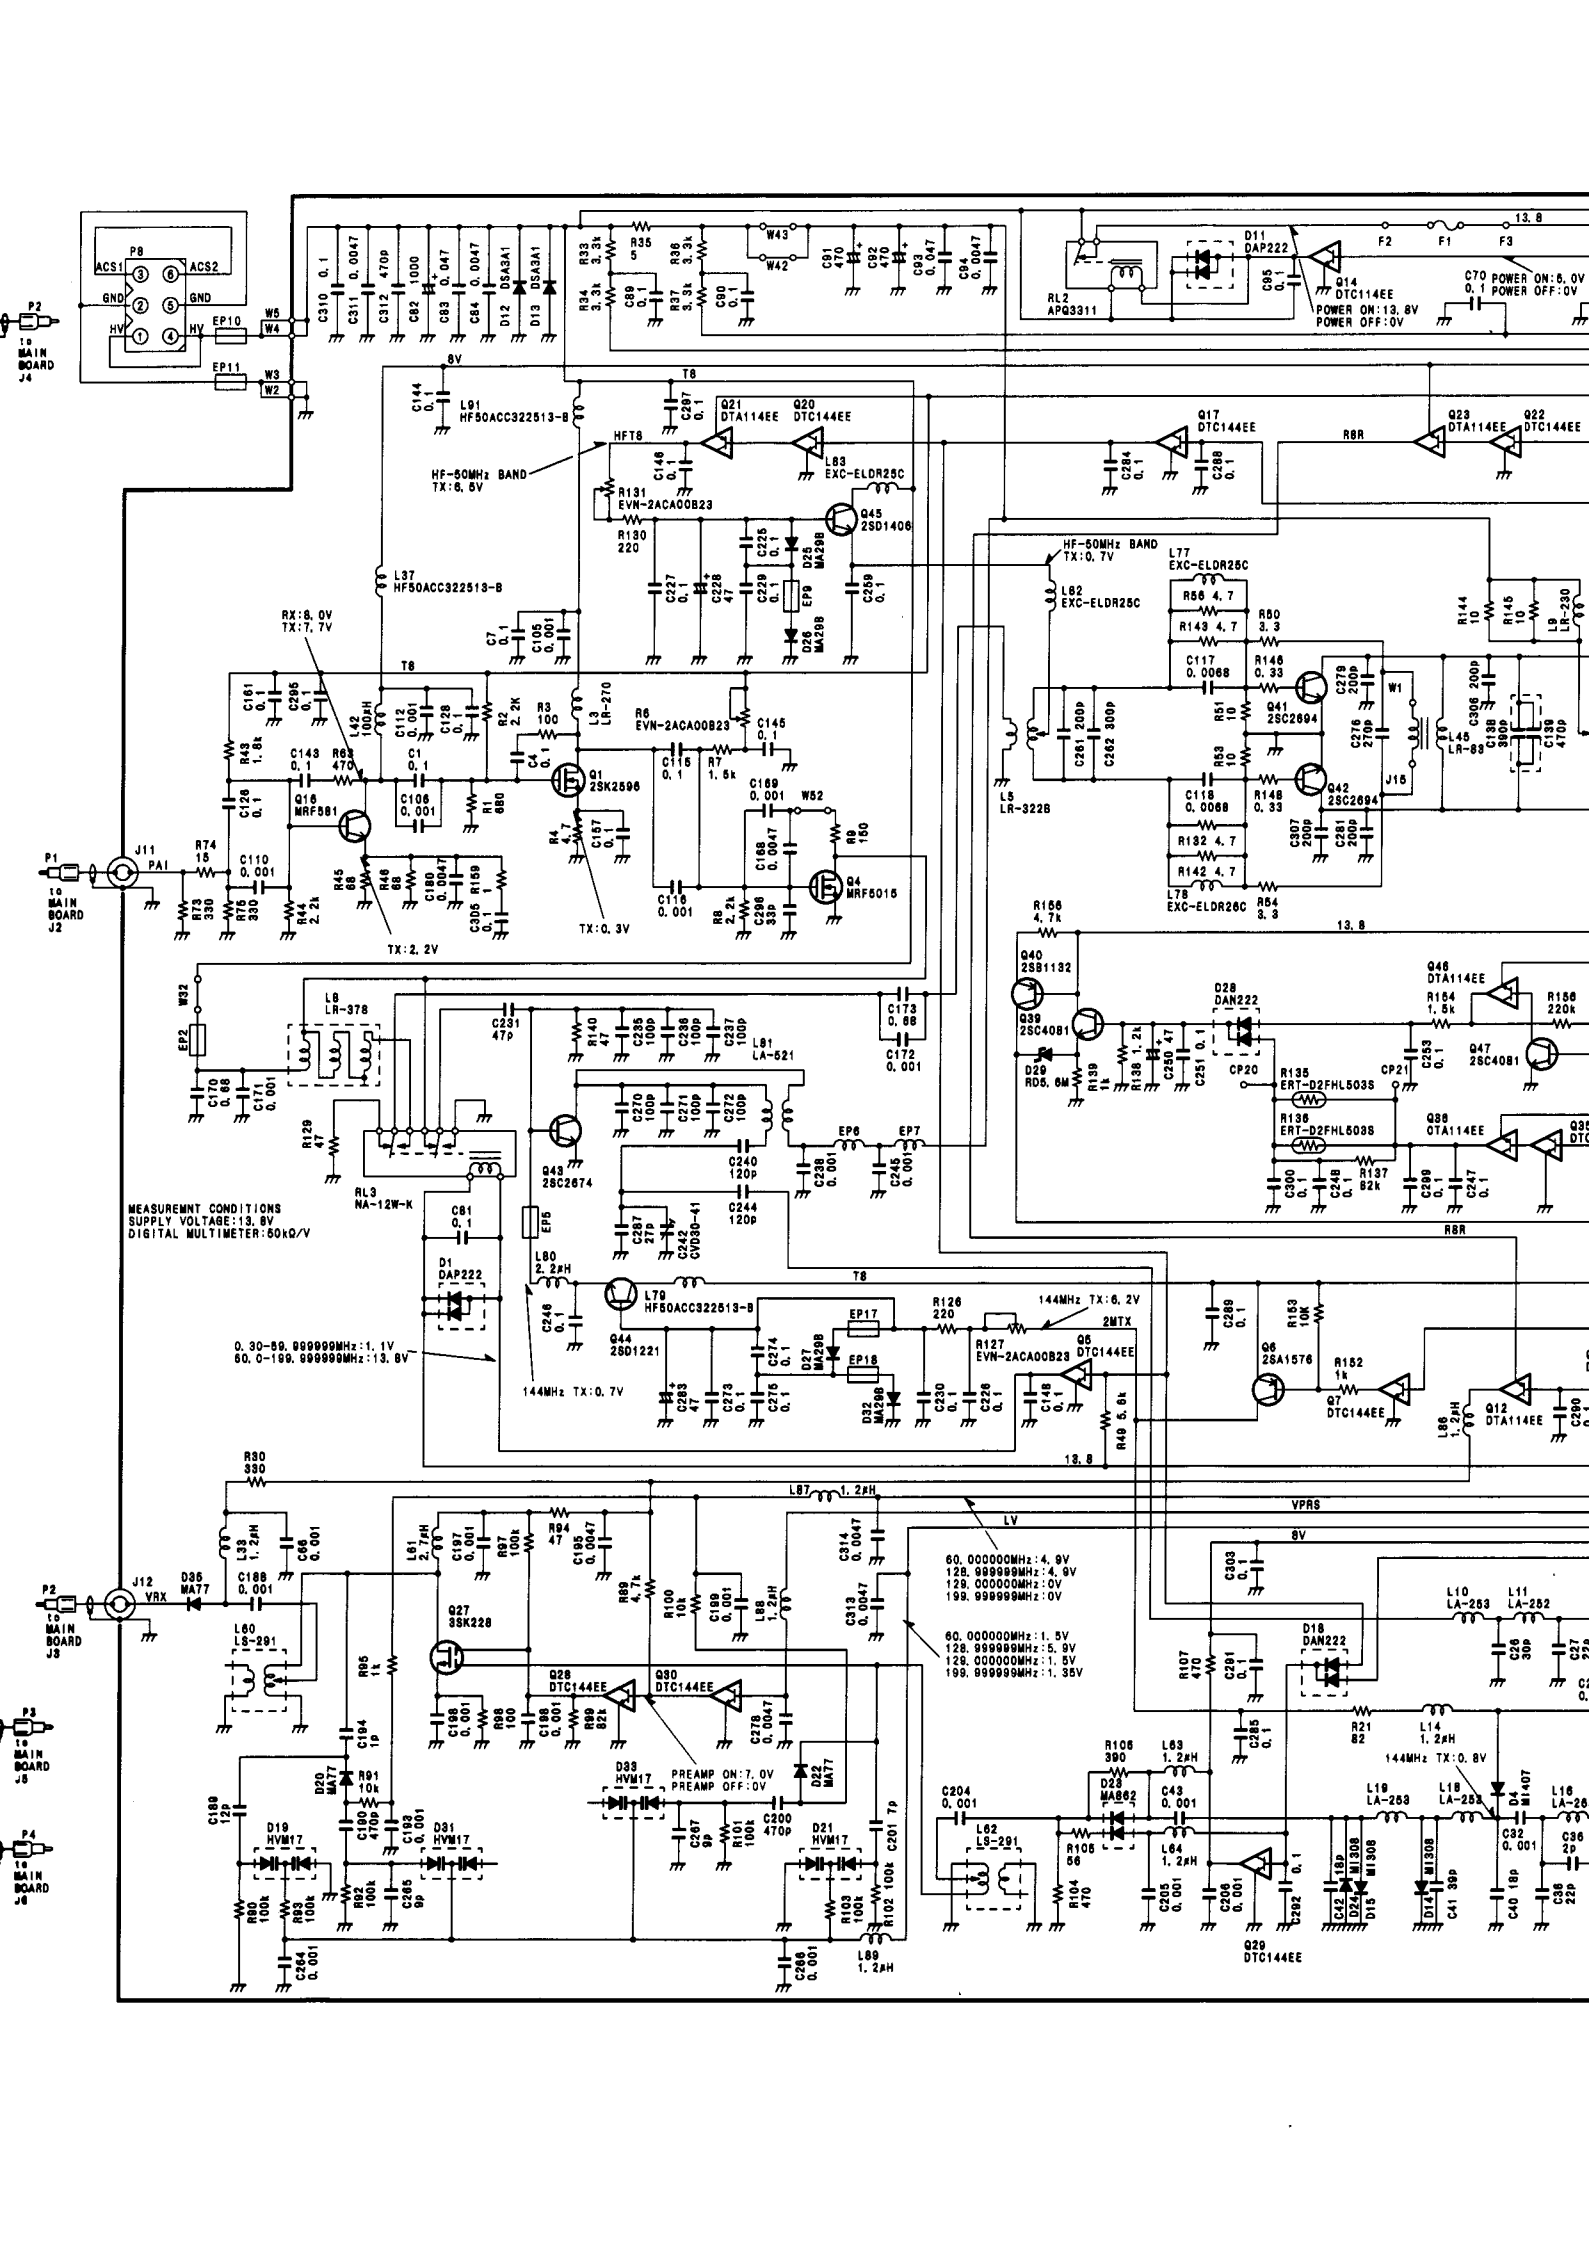 P8
ACS1 3 6 ACS2
GND 2 5 GND
HV 1 4 HV
EP10
W5
W4
EP11
W3
W2
P2
to
MAIN
BOARD
J4
C310 0.1
C311 0.0047
C312 470p
C82 1000
C83 0.047
C84 0.0047
D12 DSA3A1
D13 DSA3A1
R33 3.3k
R34 3.3k
R35
5
C89 0.1
R36 3.3k
R37 3.3k
C90 0.1
W43
W42
C91 470
C92 470
C93 0.047
C94 0.0047
RL2
APQ3311
D11
DAP222
C95 0.1
Q14
DTC114EE
POWER ON:13.8V
POWER OFF:0V
F2
F1
F3
13.8
C70
0.1
POWER ON:5.0V
POWER OFF:0V
8V
T8
C144 0.1
L91
HF50ACC322513-B
C297 0.1
Q21
DTA114EE
Q20
DTC144EE
HFT8
HF-50MHz BAND
TX:6.5V
C146 0.1
L83
EXC-ELDR25C
R131
EVN-2ACA00B23
R130
220
Q45
2SD1406
C225 0.1
D25 MA29B
C227 0.1
C228 47
C229 0.1
EP9
D26 MA29B
C259 0.1
Q17
DTC144EE
C284 0.1
C288 0.1
R8R
Q23
DTA114EE
Q22
DTC144EE
HF-50MHz BAND
TX:0.7V
L82
EXC-ELDR25C
L77
EXC-ELDR25C
R56 4.7
R143 4.7
R50
3.3
C117
0.0068
R146
0.33
Q41
2SC2694
R51 10
R53 10
C261 200p
C262 300p
L5
LR-322B
C118
0.0068
R148
0.33
Q42
2SC2694
R132 4.7
R142 4.7
L78
EXC-ELDR25C
R54
3.3
C279 200p
C276 270p
W1
J15
L45
LR-83
C307 200p
C281 200p
R144 10
R145 10
L9 LR-230
C306 200p
C138 390p
C139 470p
L37
HF50ACC322513-B
RX:8.0V
TX:7.7V
T8
C161 0.1
C295 0.1
L42 100µH
C112 0.001
C128 0.1
R2 2.2K
R3
100
C4 0.1
C7 0.1
C105 0.001
L3 LR-270
R6
EVN-2ACA00B23
C145
0.1
R43 1.8k
C143
0.1
R63
470
C1
0.1
C126 0.1
Q16
MRF581
C106
0.001
R1 680
Q1
2SK2596
R4 4.7
C157 0.1
C115
0.1
R7
1.5k
C169
0.001
W52
C168 0.0047
R9 150
Q4
MRF5015
C116
0.001
R8 2.2k
C296 33p
TX:0.3V
TX:2.2V
P1
to
MAIN
BOARD
J2
J11
PAI
R74
15
R73 330
R75 330
C110
0.001
R44 2.2k
R45 68
R46 68
C180 0.0047
R159 1
C305 0.1
W32
EP2
L8
LR-378
C170 0.68
C171 0.001
C231
47p
R129 47
RL3
NA-12W-K
R140 47
C235 100p
C236 100p
C237 100p
L81
LA-521
C270 100p
C271 100p
C272 100p
Q43
2SC2674
C240
120p
C244
120p
C238 0.001
EP6
EP7
C245 0.001
C173
0.68
C172
0.001
C287 27p
C242 CVD30-41
EP5
MEASUREMNT CONDITIONS
SUPPLY VOLTAGE:13.8V
DIGITAL MULTIMETER:50kΩ/V
C81
0.1
D1
DAP222
L80
2.2µH
C246 0.1
L79
HF50ACC322513-B
Q44
2SD1221
T8
0.30-59.999999MHz:1.1V
60.0-199.999999MHz:13.8V
144MHz TX:0.7V
C283 47
C273 0.1
C274 0.1
C275 0.1
D27 MA29B
EP17
EP18
D32 MA29B
R126
220
C230 0.1
C226 0.1
R127
EVN-2ACA00B23
144MHz TX:6.2V
2MTX
Q5
DTC144EE
C148 0.1
R49 5.6k
13.8
R156
4.7k
Q40
2SB1132
Q39
2SC4081
D29
RD5.6M
R139 1k
R138 1.2k
C250 47
C251 0.1
D28
DAN222
CP20
CP21
R135
ERT-D2FHL503S
R136
ERT-D2FHL503S
C300 0.1
C248 0.1
R137
82k
C299 0.1
C247 0.1
C253 0.1
R154
1.5k
Q46
DTA114EE
R156
220k
Q47
2SC4081
Q36
DTA114EE
Q35
13.8
R8R
C289 0.1
R153 10K
Q6
2SA1576
R152
1k
Q7
DTC144EE
L86 1.2µH
Q12
DTA114EE
C290
R30
330
L33 1.2µH
C66 0.001
P2
to
MAIN
BOARD
J3
J12
VRX
D35
MA77
C188
0.001
L60
LS-291
L61 2.7µH
C197 0.001
R97 100k
R94
47
C195 0.0047
Q27
3SK228
R89 4.7k
R100 10k
C199 0.001
L88 1.2µH
L87 1.2µH
C314 0.0047
C313 0.0047
VPRS
LV
8V
60.000000MHz:4.9V
128.999999MHz:4.9V
129.000000MHz:0V
199.999999MHz:0V
60.000000MHz:1.5V
128.999999MHz:5.9V
129.000000MHz:1.5V
199.999999MHz:1.35V
R95 1k
Q28
DTC144EE
Q30
DTC144EE
C198 0.001
R98 100
C198 0.001
R99 82k
C278 0.0047
PREAMP ON:7.0V
PREAMP OFF:0V
P3
to
MAIN
BOARD
J5
P4
to
MAIN
BOARD
J6
C194 1p
D20 MA77
R91
10k
C189 12p
C190 470p
C193 0.001
D19
HVM17
D31
HVM17
R90 100k
R93 100k
R92 100k
C265 9p
C264 0.001
D33
HVM17
C267 9p
R101 100k
C200
470p
D22 MA77
D21
HVM17
C201 7p
R103 100k
R102 100k
C266 0.001
L89
1.2µH
C204
0.001
L62
LS-291
R106
390
L63
1.2µH
D23
MA862
C43
0.001
R105
56
L64
1.2µH
R104 470
C205 0.001
C206 0.001
Q29
DTC144EE
C292 0.1
R107 470
C291 0.1
C303 0.1
D18
DAN222
C285 0.1
L10
LA-253
L11
LA-252
C26 30p
C27 22p
R21
82
L14
1.2µH
144MHz TX:0.8V
L19
LA-253
L18
LA-253
D4 MI407
C32
0.001
L16
C36
2p
C42 18p
D24 MI308
D15 MI308
D14 MI308
C41 39p
C40 18p
C38 22p